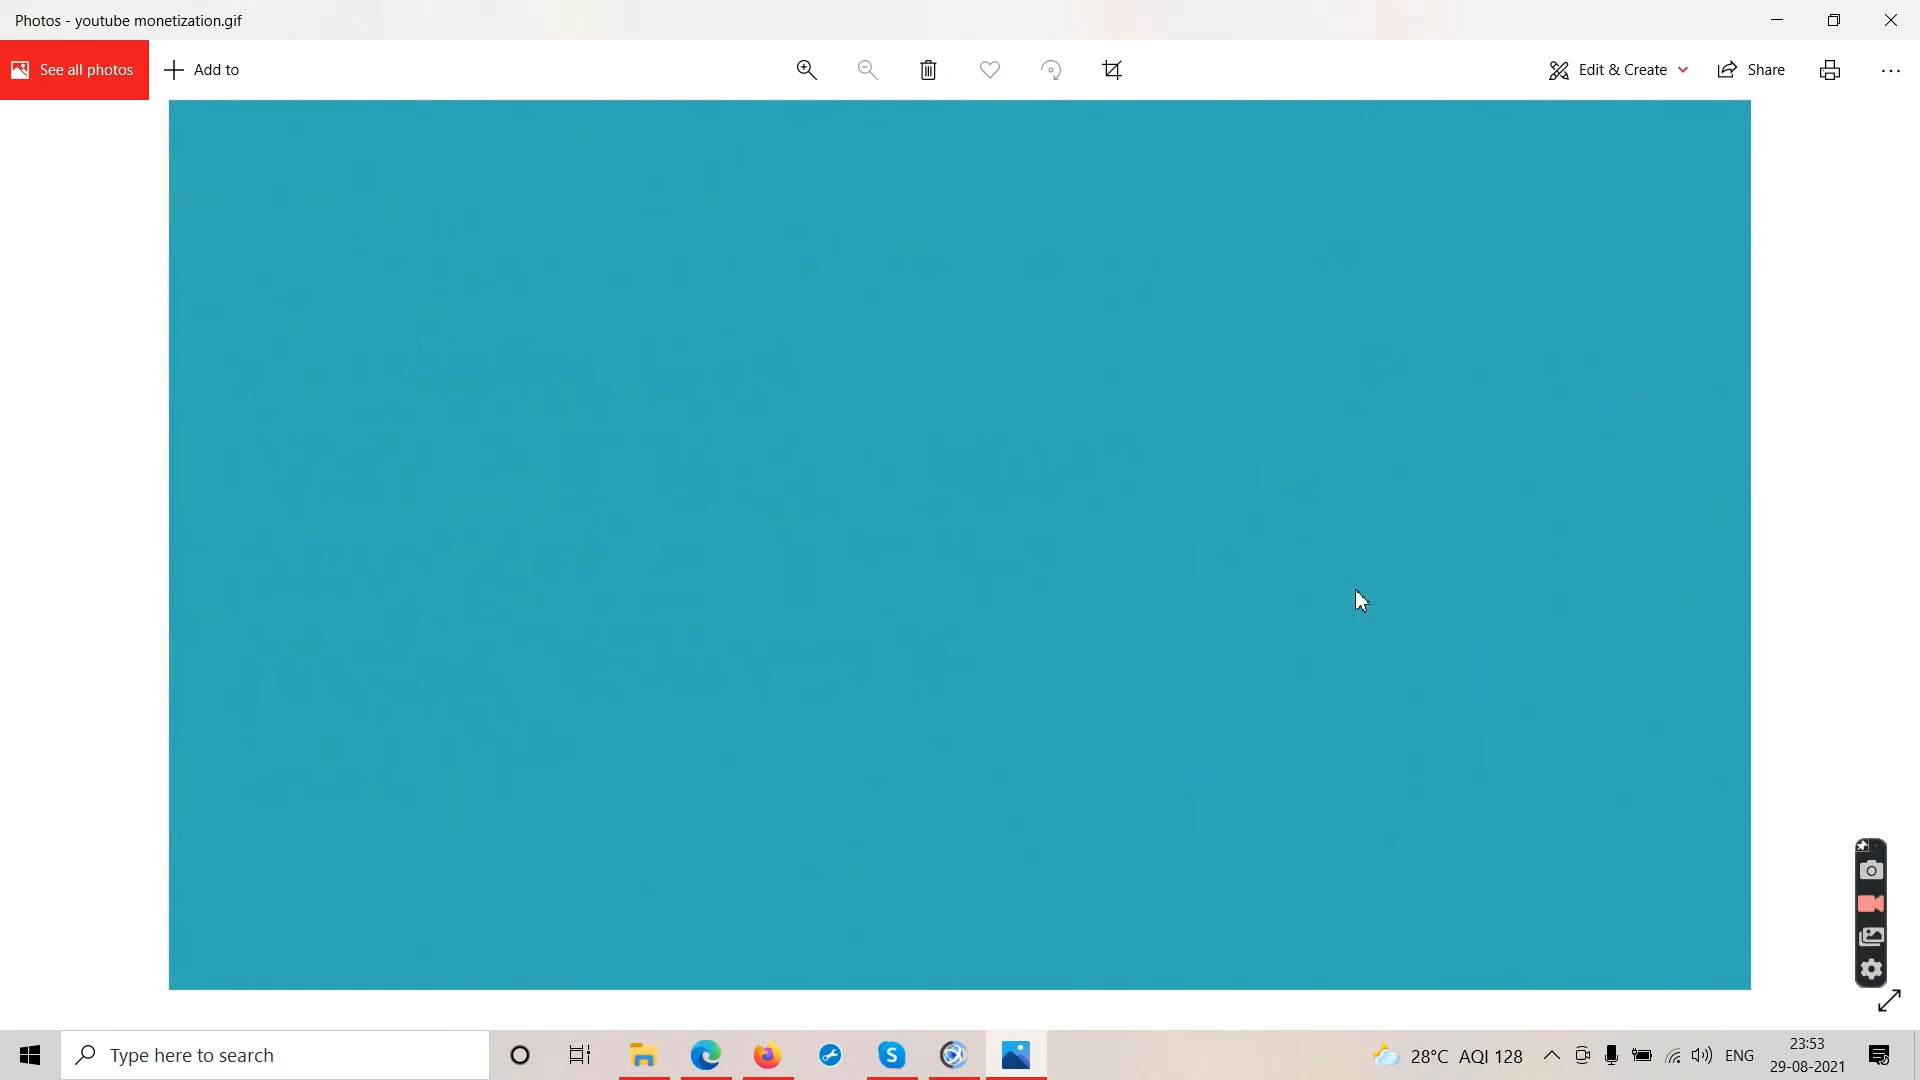 Photos - youtube monetization.gif
See all photos
Add to
Edit & Create
Share
Type here to search
28°C AQI 128
ENG
23:53
29-08-2021